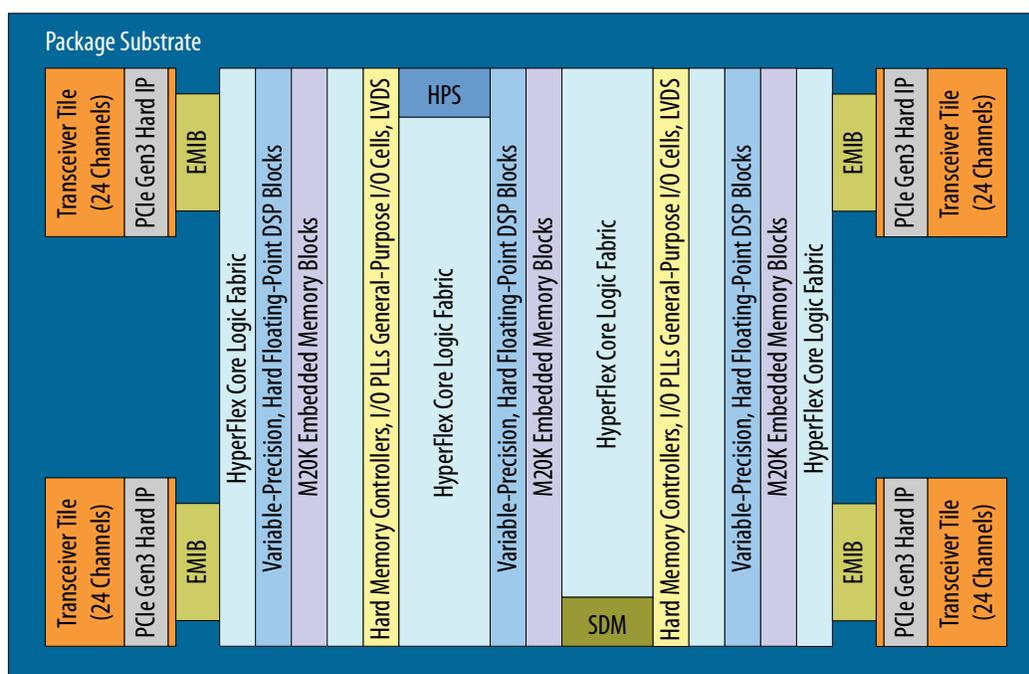 Package Substrate
Transceiver Tile
(24 Channels)
PCIe Gen3 Hard IP
EMIB
Transceiver Tile
(24 Channels)
PCIe Gen3 Hard IP
EMIB
HyperFlex Core Logic Fabric
Variable-Precision, Hard Floating-Point DSP Blocks
M20K Embedded Memory Blocks
Hard Memory Controllers, I/O PLLs General-Purpose I/O Cells, LVDS
HPS
HyperFlex Core Logic Fabric
Variable-Precision, Hard Floating-Point DSP Blocks
M20K Embedded Memory Blocks
HyperFlex Core Logic Fabric
SDM
Hard Memory Controllers, I/O PLLs General-Purpose I/O Cells, LVDS
Variable-Precision, Hard Floating-Point DSP Blocks
M20K Embedded Memory Blocks
HyperFlex Core Logic Fabric
EMIB
PCIe Gen3 Hard IP
Transceiver Tile
(24 Channels)
EMIB
PCIe Gen3 Hard IP
Transceiver Tile
(24 Channels)